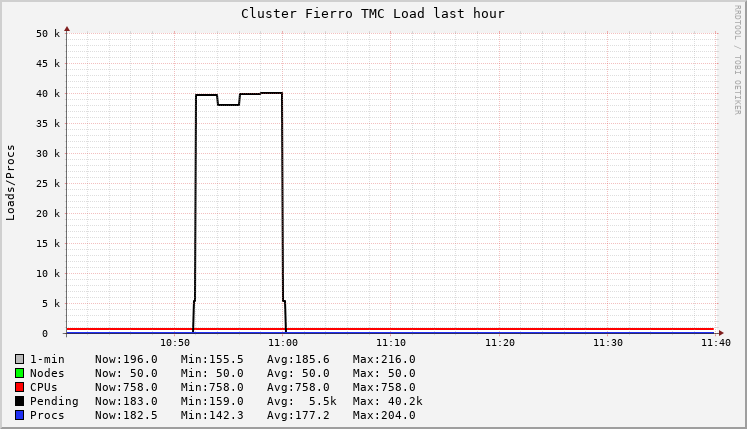 Cluster Fierro TMC Load last hour
RRDTOOL / TOBI OETIKER
Loads/Procs
50 k
45 k
40 k
35 k
30 k
25 k
20 k
15 k
10 k
5 k
0
10:50 11:00 11:10 11:20 11:30 11:40
1-min Now:196.0 Min:155.5 Avg:185.6 Max:216.0
Nodes Now: 50.0 Min: 50.0 Avg: 50.0 Max: 50.0
CPUs Now:758.0 Min:758.0 Avg:758.0 Max:758.0
Pending Now:183.0 Min:159.0 Avg: 5.5k Max: 40.2k
Procs Now:182.5 Min:142.3 Avg:177.2 Max:204.0